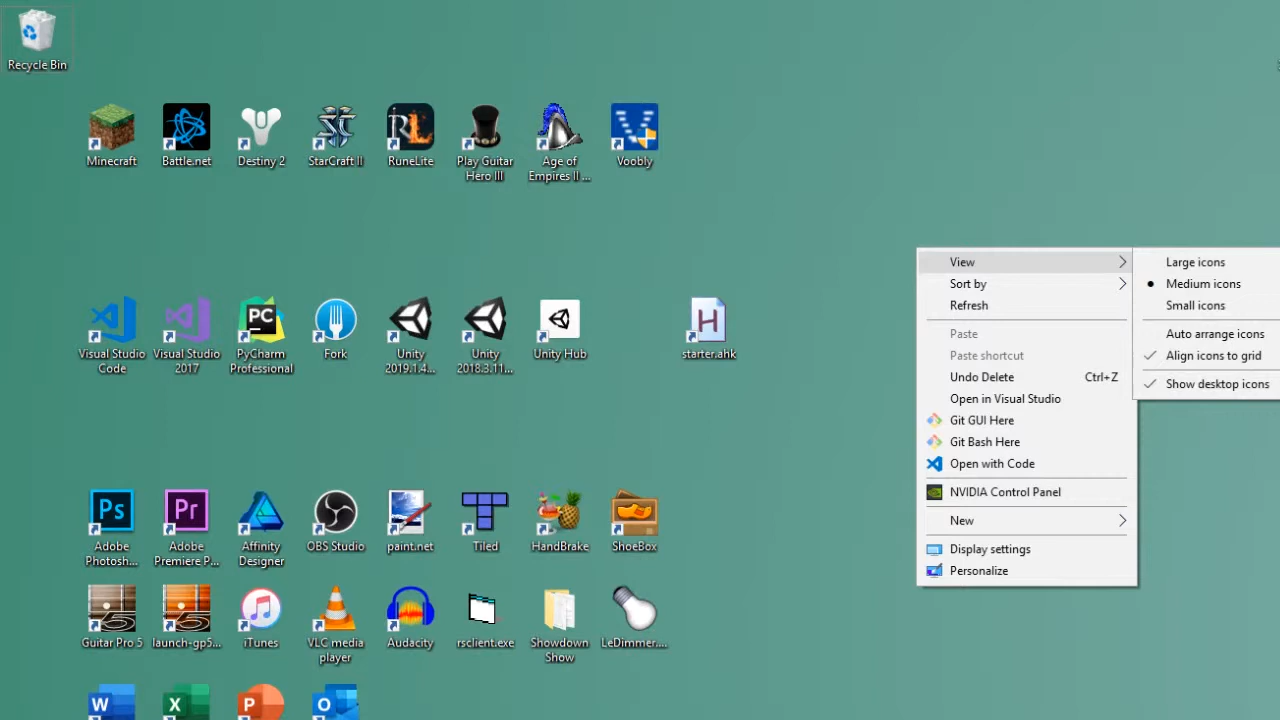 Recycle Bin
Minecraft
Battle.net
Destiny 2
StarCraft II
RuneLite
Play Guitar
Hero III
Age of
Empires II ...
Voobly
Visual Studio
Code
Visual Studio
2017
PC
PyCharm
Professional
Fork
Unity
2019.1.4...
Unity
2018.3.11...
Unity Hub
H
starter.ahk
Ps
Adobe
Photosh...
Pr
Adobe
Premiere P...
Affinity
Designer
OBS Studio
paint.net
Tiled
HandBrake
ShoeBox
Guitar Pro 5
launch-gp5...
iTunes
VLC media
player
Audacity
rsclient.exe
Showdown
Show
LeDimmer....
W
X
P
O
View
Sort by
Refresh
Paste
Paste shortcut
Undo Delete Ctrl+Z
Open in Visual Studio
Git GUI Here
Git Bash Here
Open with Code
NVIDIA Control Panel
New
Display settings
Personalize
Large icons
Medium icons
Small icons
Auto arrange icons
Align icons to grid
Show desktop icons